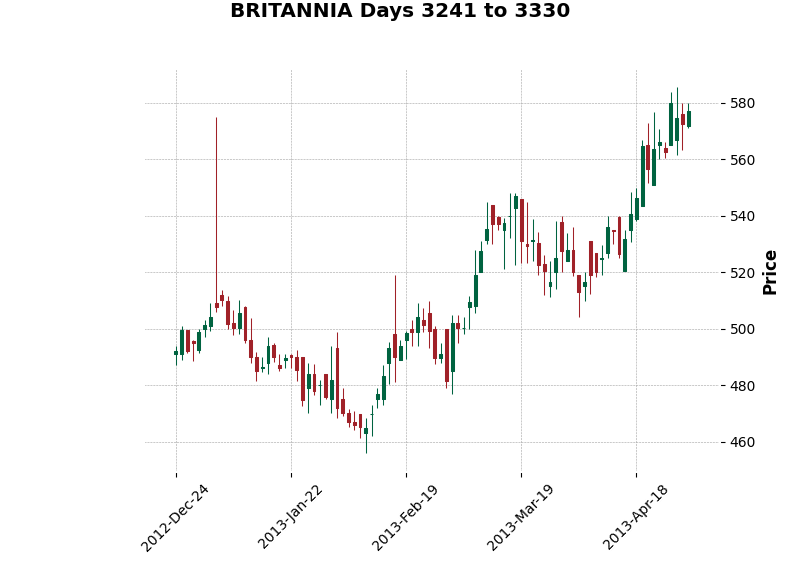 BRITANNIA Days 3241 to 3330
580
560
540
520
500
480
460
Price
2012-Dec-24
2013-Jan-22
2013-Feb-19
2013-Mar-19
2013-Apr-18